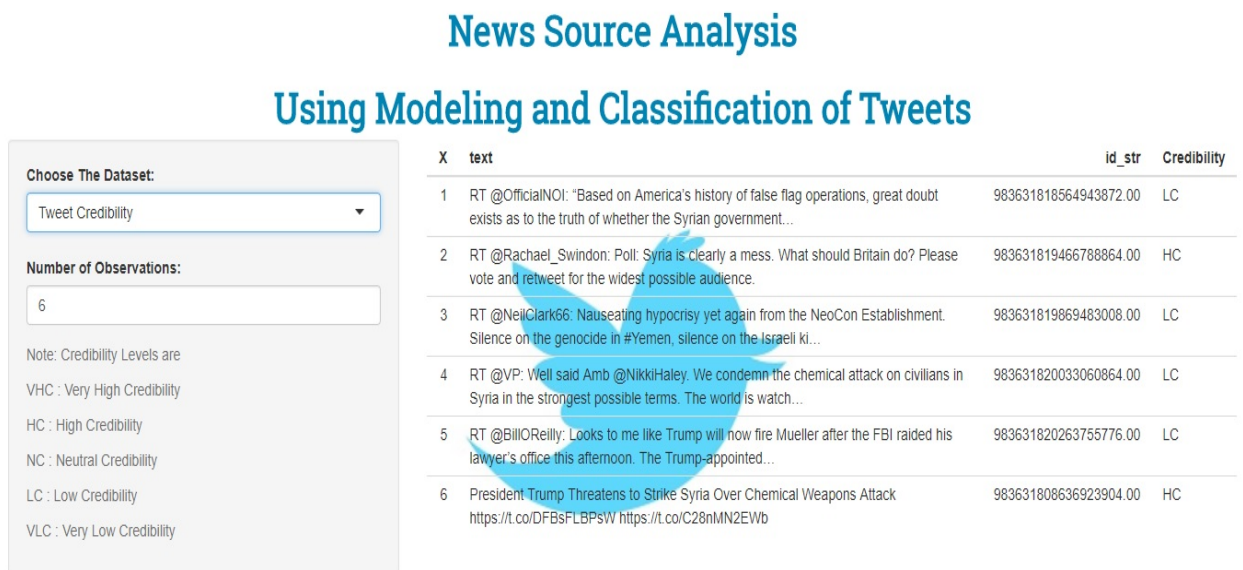 News Source Analysis
Using Modeling and Classification of Tweets
Choose The Dataset:
Tweet Credibility
Number of Observations:
6
Note: Credibility Levels are
VHC : Very High Credibility
HC : High Credibility
NC : Neutral Credibility
LC : Low Credibility
VLC : Very Low Credibility
X text id_str Credibility
1 RT @OfficialNOI: “Based on America’s history of false flag operations, great doubt 983631818564943872.00 LC
exists as to the truth of whether the Syrian government…
2 RT @Rachael_Swindon: Poll: Syria is clearly a mess. What should Britain do? Please 983631819466788864.00 HC
vote and retweet for the widest possible audience.
3 RT @NeilClark66: Nauseating hypocrisy yet again from the NeoCon Establishment. 983631819869483008.00 LC
Silence on the genocide in #Yemen, silence on the Israeli ki…
4 RT @VP: Well said Amb @NikkiHaley. We condemn the chemical attack on civilians in 983631820033060864.00 LC
Syria in the strongest possible terms. The world is watch…
5 RT @BillOReilly: Looks to me like Trump will now fire Mueller after the FBI raided his 983631820263755776.00 LC
lawyer’s office this afternoon. The Trump-appointed…
6 President Trump Threatens to Strike Syria Over Chemical Weapons Attack 983631808636923904.00 HC
https://t.co/DFBsFLBPsW https://t.co/C28nMN2EWb